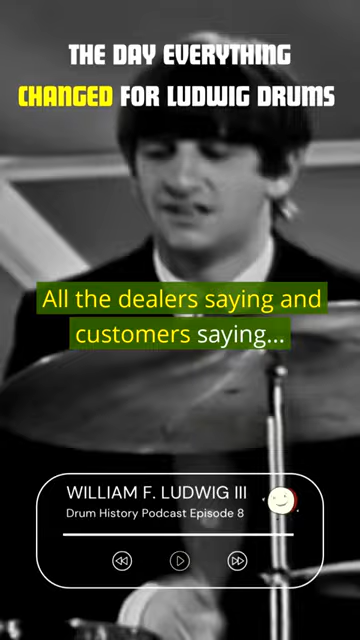 THE DAY EVERYTHING
CHANGED FOR LUDWIG DRUMS
All the dealers saying and
customers saying...
WILLIAM F. LUDWIG III
Drum History Podcast Episode 8